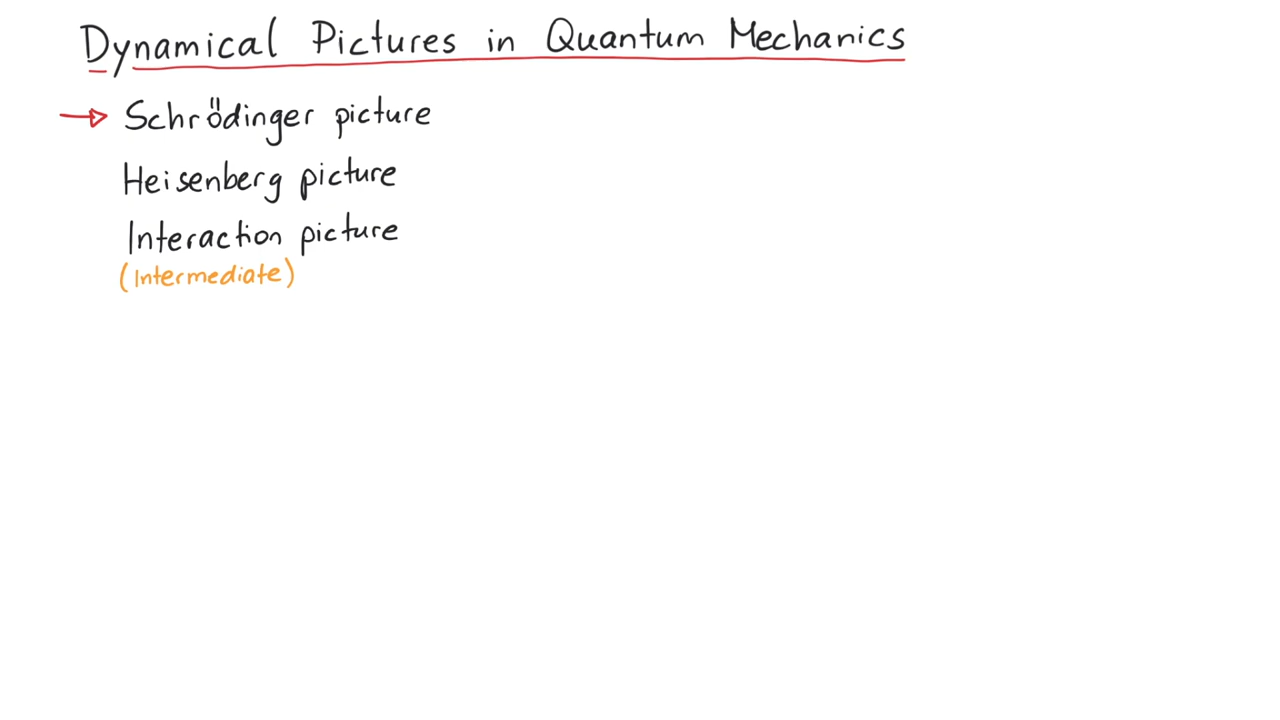 Dynamical Pictures in Quantum Mechanics
Schrödinger picture
Heisenberg picture
Interaction picture
(Intermediate)